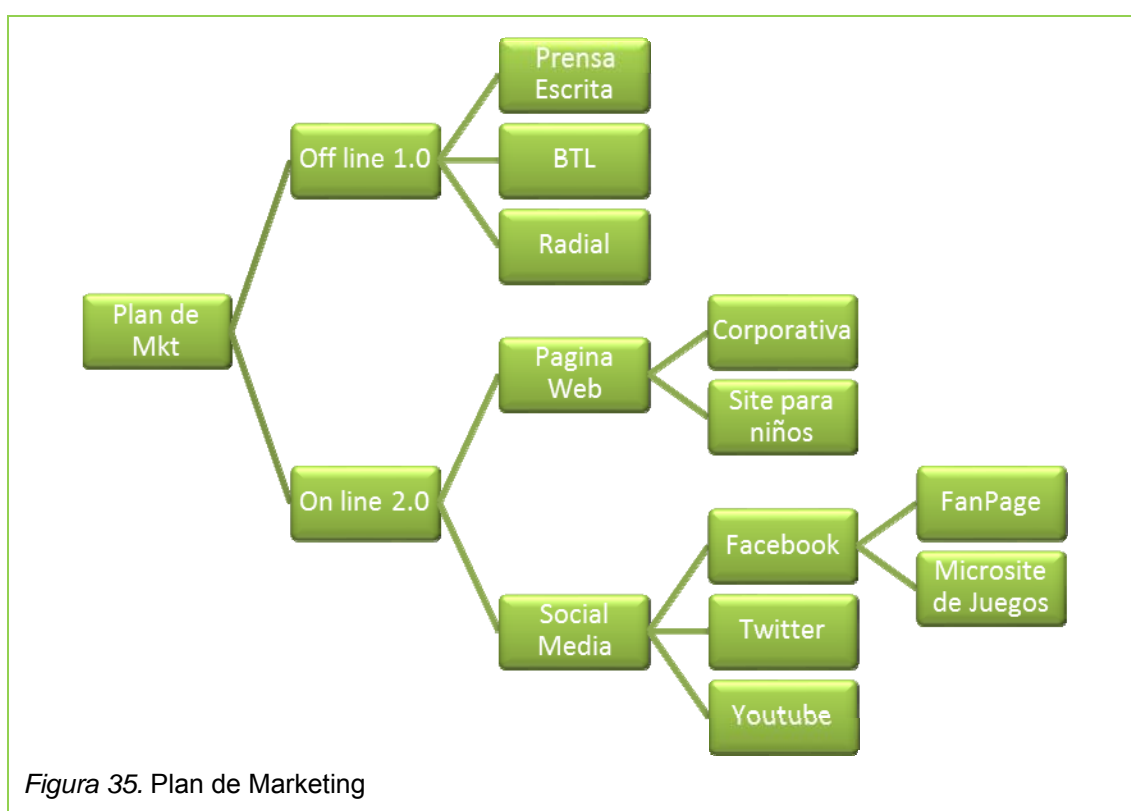 Prensa
Escrita
Off line 1.0
BTL
Radial
Plan de
Mkt
Pagina
Web
Corporativa
Site para
niños
On line 2.0
Social
Media
Facebook
FanPage
Microsite
de Juegos
Twitter
Youtube
Figura 35. Plan de Marketing